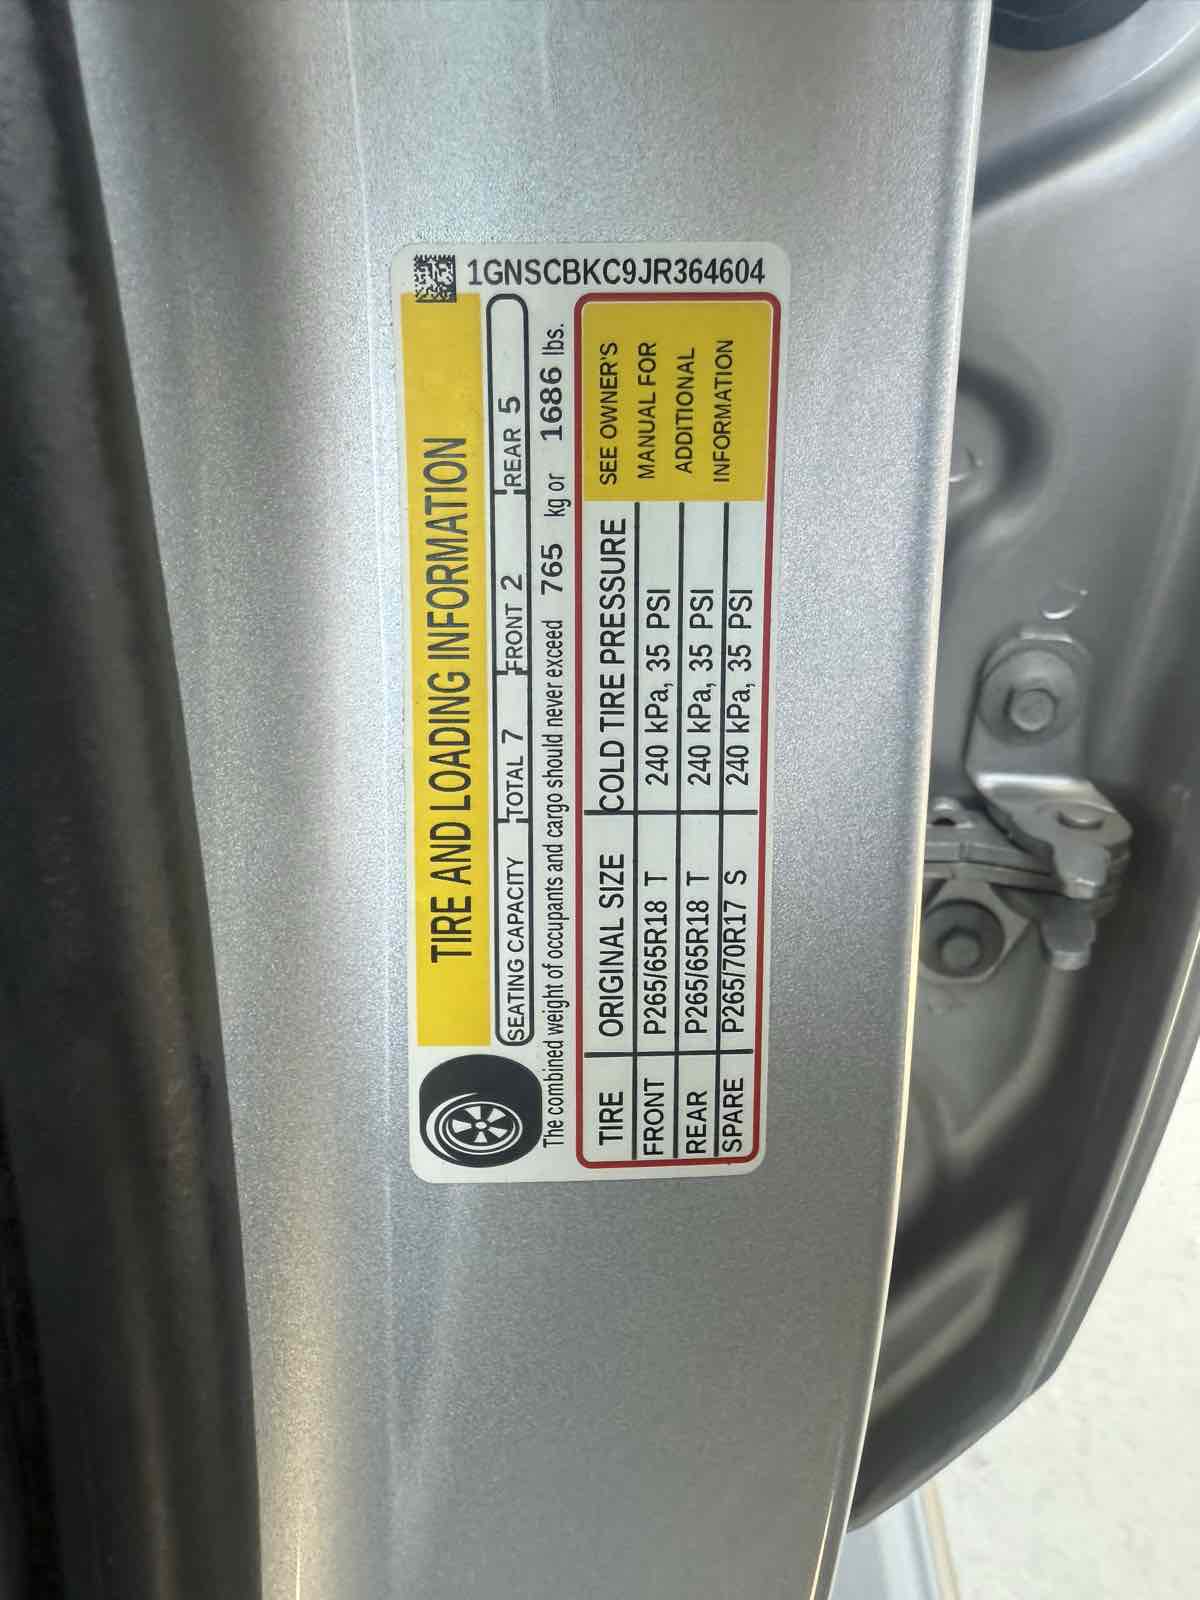 1GNSCBKC9JR364604
TIRE AND LOADING INFORMATION
SEATING CAPACITY TOTAL 7 FRONT 2 REAR 5
The combined weight of occupants and cargo should never exceed 765 kg or 1686 lbs.
TIRE ORIGINAL SIZE COLD TIRE PRESSURE
FRONT P265/65R18 T 240 kPa, 35 PSI
REAR P265/65R18 T 240 kPa, 35 PSI
SPARE P265/70R17 S 240 kPa, 35 PSI
SEE OWNER'S
MANUAL FOR
ADDITIONAL
INFORMATION